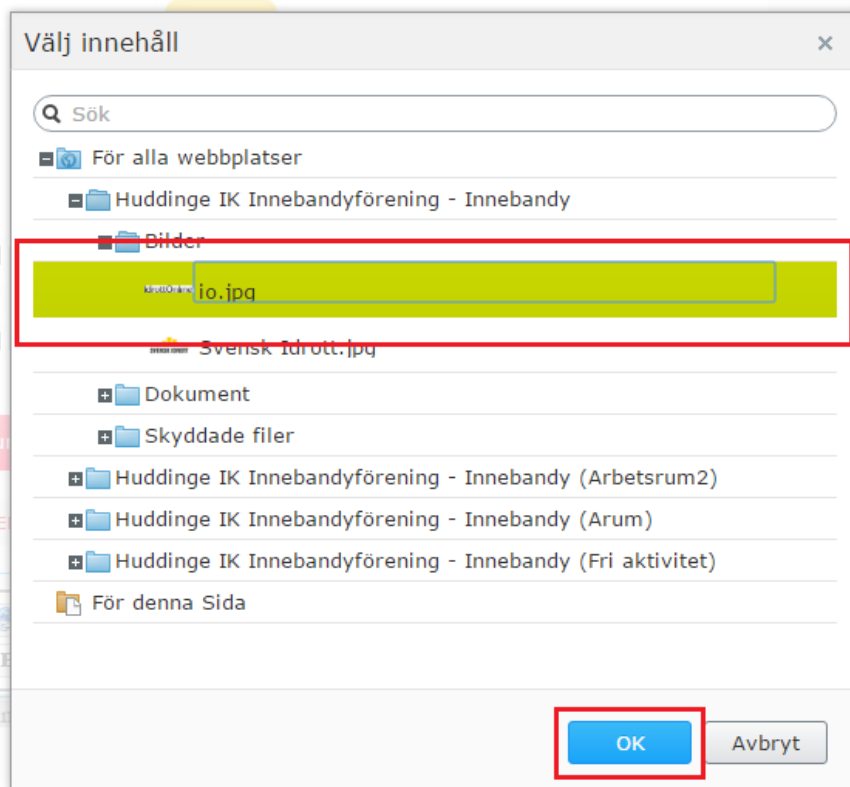 Välj innehåll
Sök
För alla webbplatser
Huddinge IK Innebandyförening - Innebandy
Bilder
IdrottOnline io.jpg
Svensk Idrott.jpg
Dokument
Skyddade filer
Huddinge IK Innebandyförening - Innebandy (Arbetsrum2)
Huddinge IK Innebandyförening - Innebandy (Arum)
Huddinge IK Innebandyförening - Innebandy (Fri aktivitet)
För denna Sida
OK Avbryt